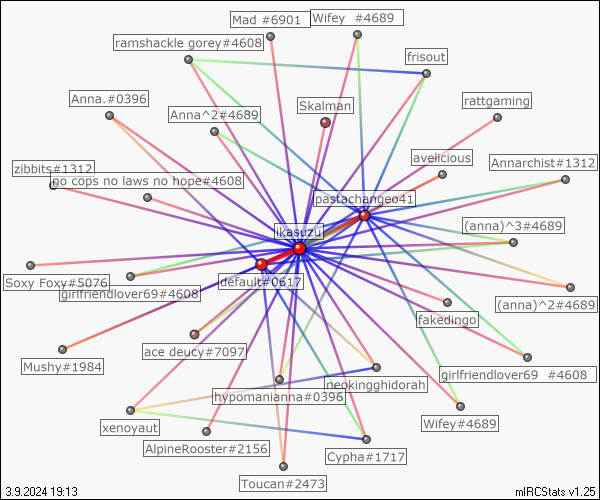 Mad #6901
Wifey  #4689
ramshackle gorey#4608
frisout
Anna.#0396
Skalman
rattgaming
Anna^2#4689
avelicious
Annarchist#1312
zibbits#1312
no cops no laws no hope#4608
pastachangeo41
ikasuzu
(anna)^3#4689
default#0617
Soxy Foxy#5076
girlfriendlover69#4608
(anna)^2#4689
fakedingo
ace deucy#7097
Mushy#1984
girlfriendlover69  #4608
neokingghidorah
hypomanianna#0396
Wifey#4689
xenoyaut
AlpineRooster#2156
Cypha#1717
Toucan#2473
3.9.2024 19:13
mIRCStats v1.25